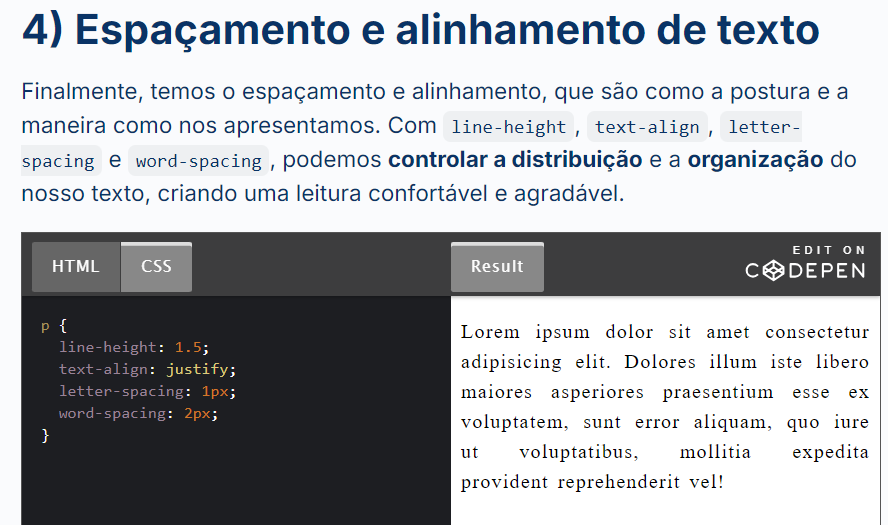 4) Espaçamento e alinhamento de texto
Finalmente, temos o espaçamento e alinhamento, que são como a postura e a
maneira como nos apresentamos. Com line-height, text-align, letter-
spacing e word-spacing, podemos controlar a distribuição e a organização do
nosso texto, criando uma leitura confortável e agradável.
HTML CSS Result EDIT ON
CODEPEN
p {
line-height: 1.5;
text-align: justify;
letter-spacing: 1px;
word-spacing: 2px;
}
Lorem ipsum dolor sit amet consectetur
adipisicing elit. Dolores illum iste libero
maiores asperiores praesentium esse ex
voluptatem, sunt error aliquam, quo iure
ut voluptatibus, mollitia expedita
provident reprehenderit vel!